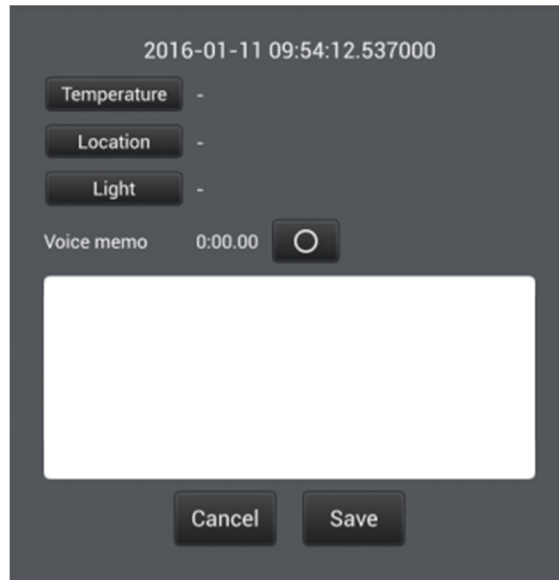 2016-01-11 09:54:12.537000
Temperature -
Location -
Light -
Voice memo 0:00.00
Cancel Save